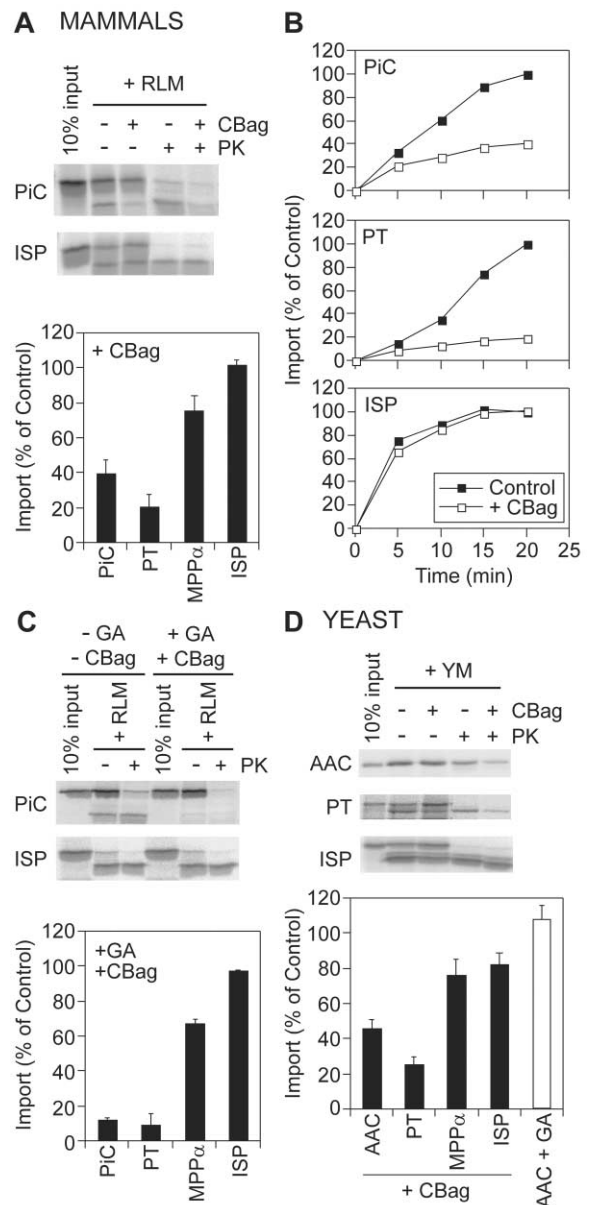 A MAMMALS
10% input
+ RLM
- + - + CBag
+ + PK
PiC
ISP
Import (% of Control)
120
100
80
60
40
20
0
+ CBag
PiC
PT
MPPα
ISP
B
Import (% of Control)
120
100
80
60
40
20
0
PiC
120
100
80
60
40
20
0
PT
120
100
80
60
40
20
0
ISP
Control
+ CBag
0 5 10 15 20 25
Time (min)
C
- GA
- CBag
+ GA
+ CBag
10% input
+ RLM
10% input
+ RLM
- + - + PK
PiC
ISP
Import (% of Control)
120
100
80
60
40
20
0
+GA
+CBag
PiC
PT
MPPα
ISP
D YEAST
10% input
+ YM
- + - + CBag
- - + + PK
AAC
PT
ISP
Import (% of Control)
120
100
80
60
40
20
0
AAC
PT
MPPα
ISP
AAC + GA
+ CBag